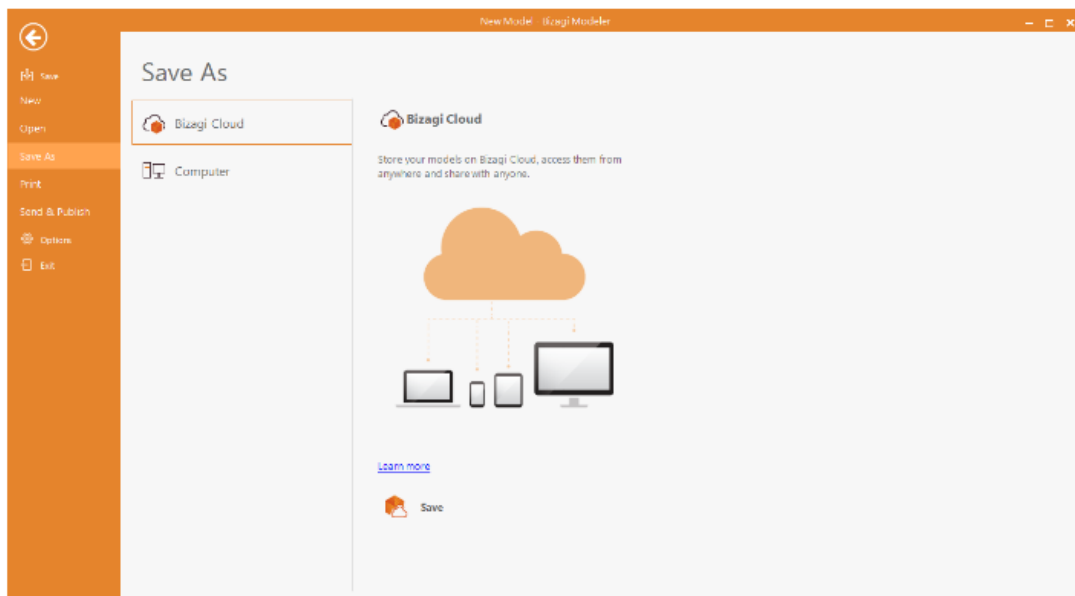 New Model - Bizagi Modeler
Save
New
Open
Save As
Print
Send & Publish
Options
Exit
Save As
Bizagi Cloud
Computer
Bizagi Cloud
Store your models on Bizagi Cloud, access them from
anywhere and share with anyone.
Learn more
Save